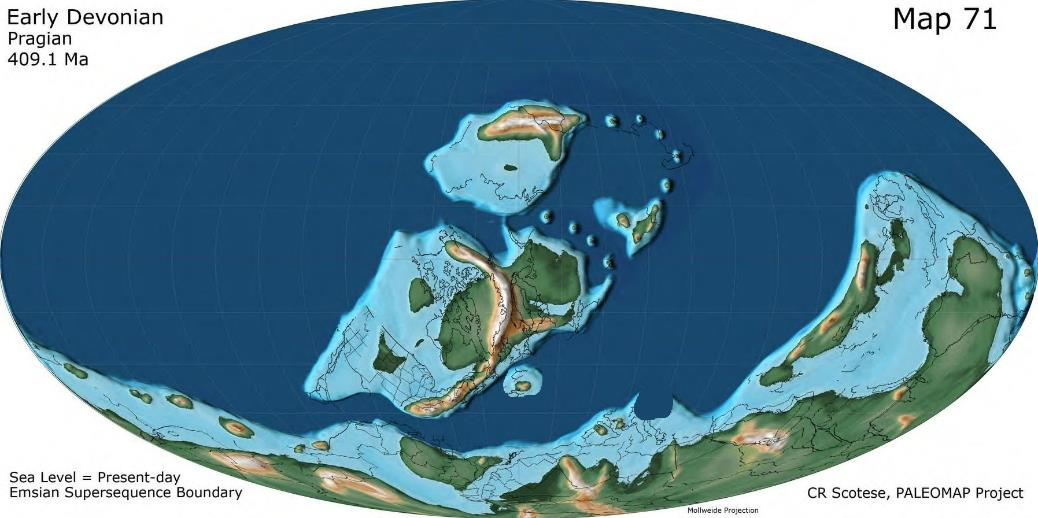 Early Devonian
Pragian
409.1 Ma
Map 71
Sea Level = Present-day
Emsian Supersequence Boundary
CR Scotese, PALEOMAP Project
Mollweide Projection